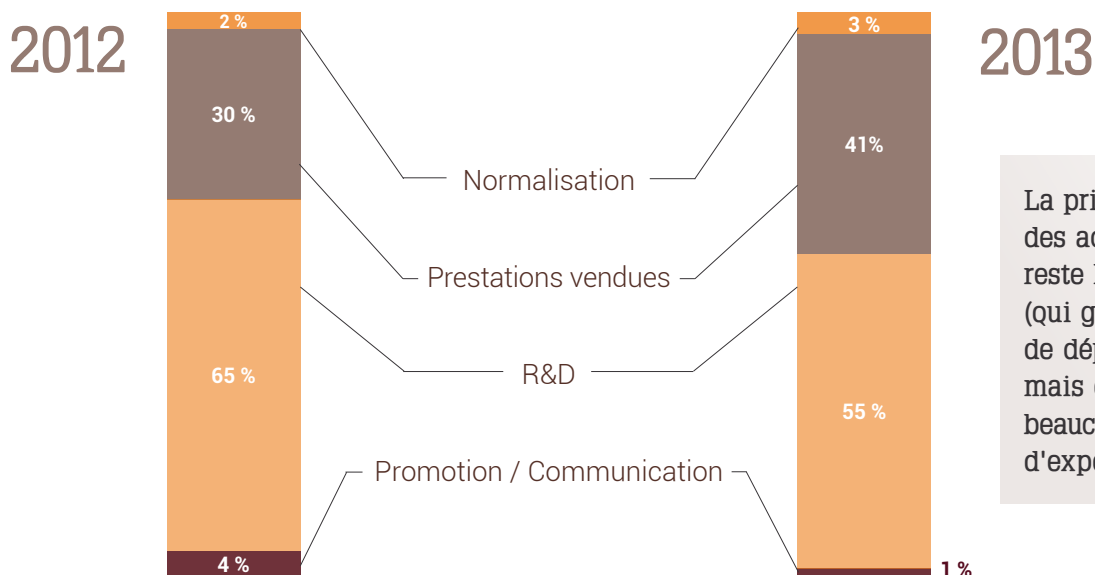 2012
2 %
30 %
65 %
4 %
Normalisation
Prestations vendues
R&D
Promotion / Communication
3 %
41%
55 %
1 %
2013
La pri
des ac
reste
(qui g
de dép
mais
beauc
d'exp